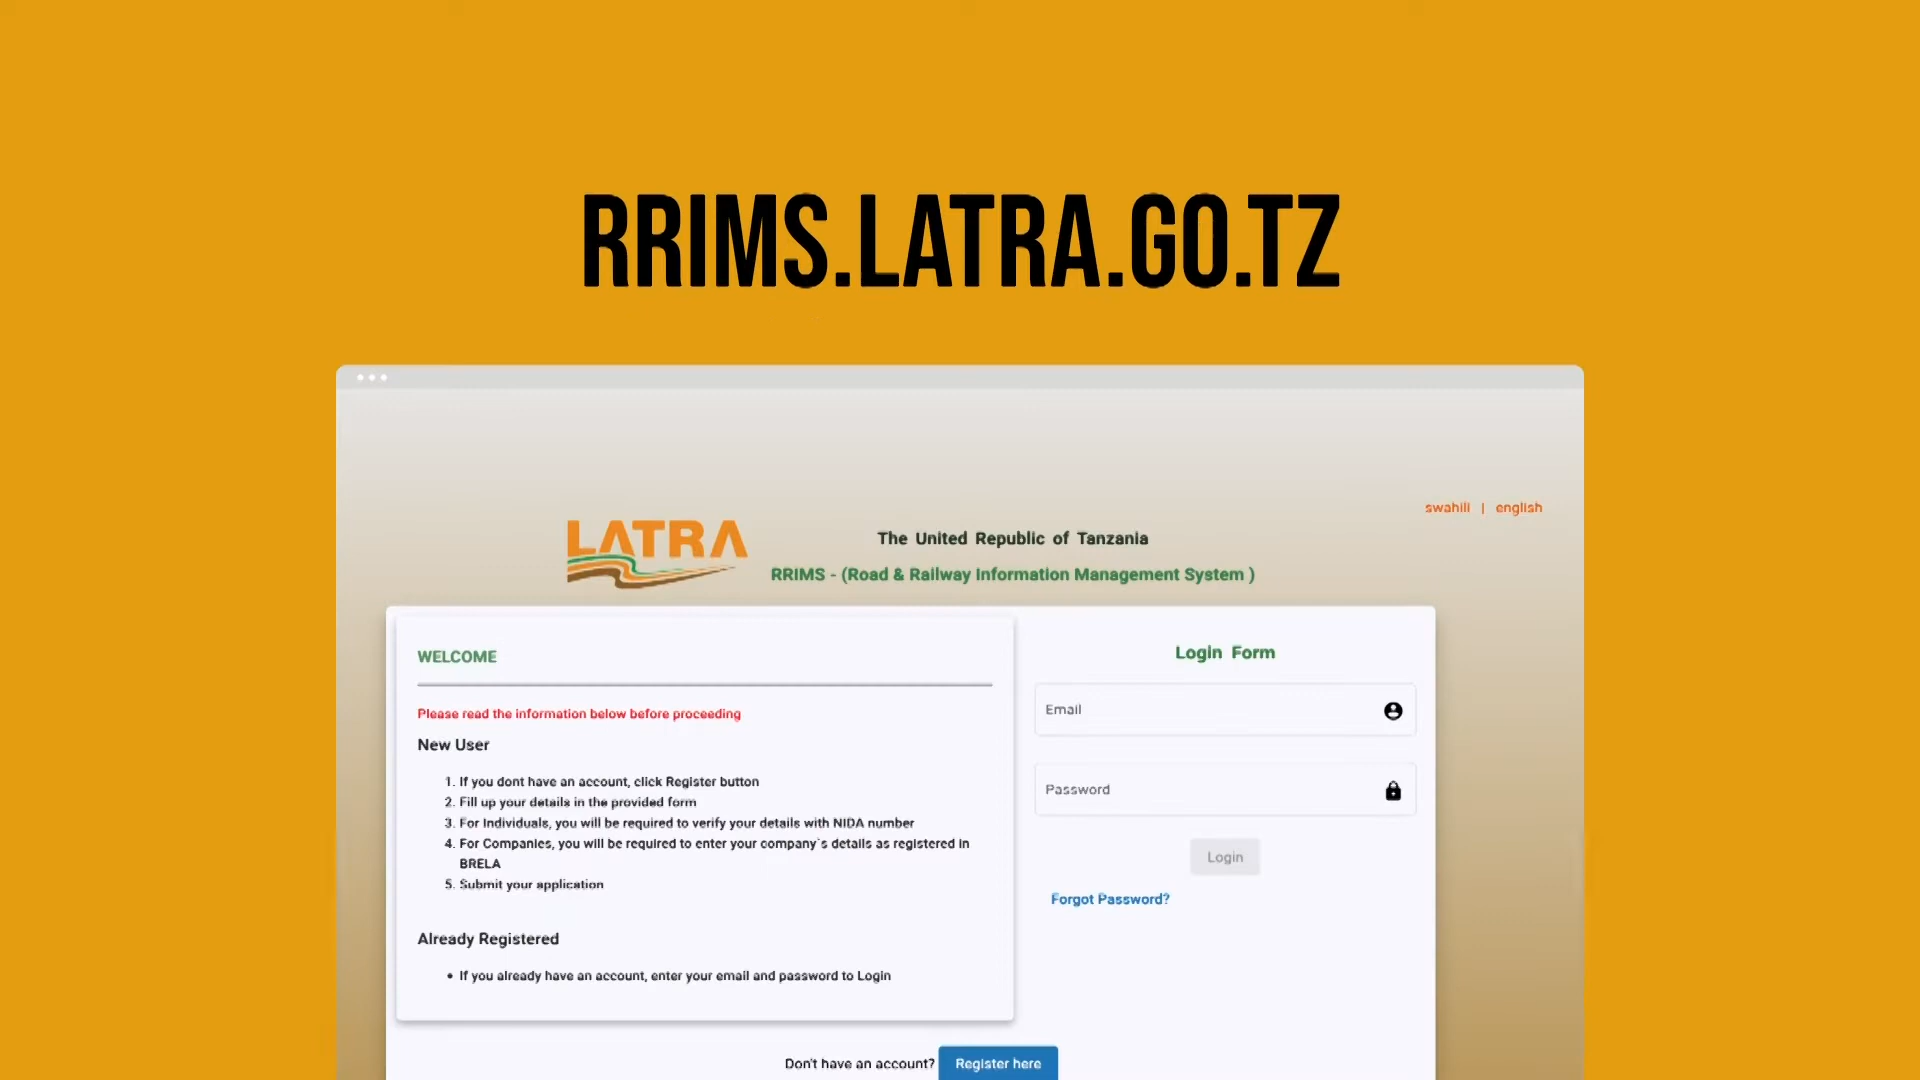 RRIMS.LATRA.GO.TZ
swahili | english
LATRA
The United Republic of Tanzania
RRIMS - (Road & Railway Information Management System )
WELCOME
Please read the information below before proceeding
New User
1. If you dont have an account, click Register button
2. Fill up your details in the provided form
3. For Individuals, you will be required to verify your details with NIDA number
4. For Companies, you will be required to enter your company`s details as registered in
BRELA
5. Submit your application
Already Registered
• If you already have an account, enter your email and password to Login
Login Form
Email
Password
Login
Forgot Password?
Don't have an account? Register here